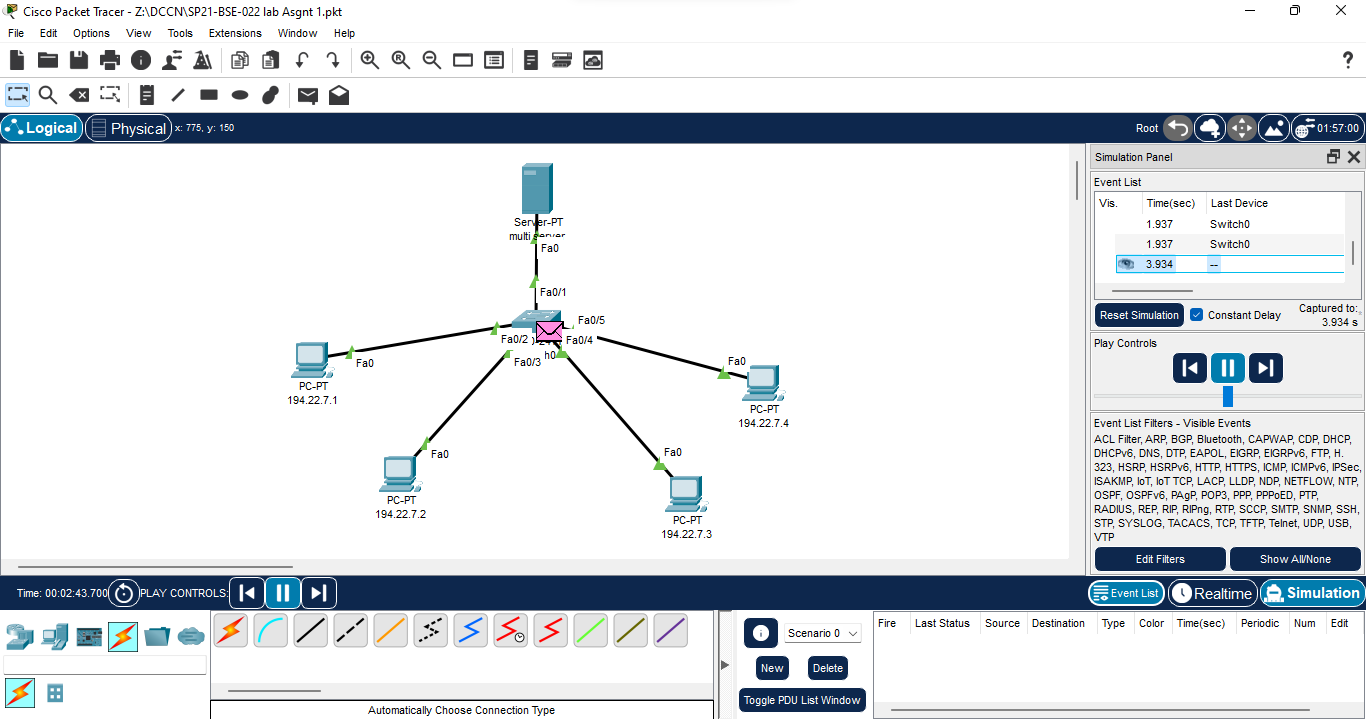 Cisco Packet Tracer - Z:\DCCN\SP21-BSE-022 lab Asgnt 1.pkt
File Edit Options View Tools Extensions Window Help
?
Logical Physical x: 775, y: 150 Root 01:57:00
Simulation Panel
Event List
Vis. Time(sec) Last Device
1.937 Switch0
1.937 Switch0
3.934 --
Reset Simulation Constant Delay Captured to:
3.934 s
Play Controls
Event List Filters - Visible Events
ACL Filter, ARP, BGP, Bluetooth, CAPWAP, CDP, DHCP,
DHCPv6, DNS, DTP, EAPOL, EIGRP, EIGRPv6, FTP, H.
323, HSRP, HSRPv6, HTTP, HTTPS, ICMP, ICMPv6, IPSec,
ISAKMP, IoT, IoT TCP, LACP, LLDP, NDP, NETFLOW, NTP,
OSPF, OSPFv6, PAgP, POP3, PPP, PPPoED, PTP,
RADIUS, REP, RIP, RIPng, RTP, SCCP, SMTP, SNMP, SSH,
STP, SYSLOG, TACACS, TCP, TFTP, Telnet, UDP, USB,
VTP
Edit Filters Show All/None
Server-PT
multi server
Fa0
Fa0/1
Fa0/5
Fa0/2 Fa0/4
Fa0/3 h0
Fa0
PC-PT
194.22.7.1
Fa0
PC-PT
194.22.7.4
Fa0
PC-PT
194.22.7.2
Fa0
PC-PT
194.22.7.3
Time: 00:02:43.700 PLAY CONTROLS: Event List Realtime Simulation
Automatically Choose Connection Type
Scenario 0
New Delete
Toggle PDU List Window
Fire Last Status Source Destination Type Color Time(sec) Periodic Num Edit